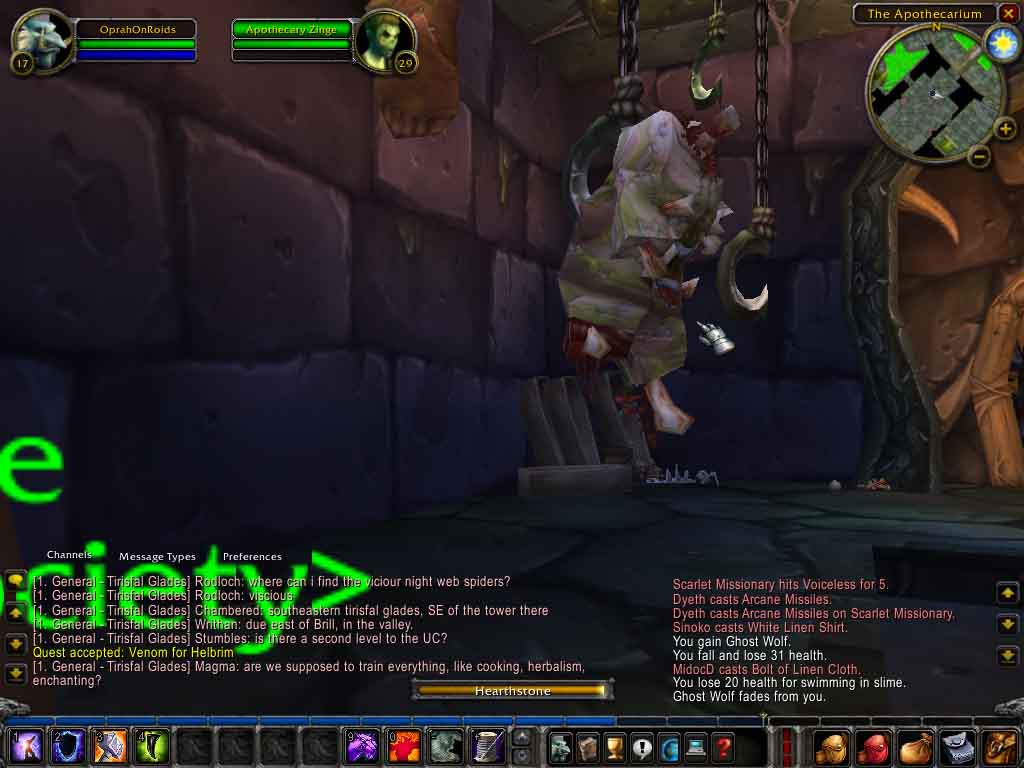 OprahOnRoids
17
Apothecary Zinge
29
The Apothecarium
N
e
ciety>
Channels Message Types Preferences
[1. General - Tirisfal Glades] Rodloch: where can i find the viciour night web spiders?
[1. General - Tirisfal Glades] Rodloch: viscious
[1. General - Tirisfal Glades] Chambered: southeastern tirisfal glades, SE of the tower there
[1. General - Tirisfal Glades] Writhan: due east of Brill, in the valley.
[1. General - Tirisfal Glades] Stumbles: is there a second level to the UC?
Quest accepted: Venom for Helbrim
[1. General - Tirisfal Glades] Magma: are we supposed to train everything, like cooking, herbalism,
enchanting?
Scarlet Missionary hits Voiceless for 5.
Dyeth casts Arcane Missiles.
Dyeth casts Arcane Missiles on Scarlet Missionary.
Sinoko casts White Linen Shirt.
You gain Ghost Wolf.
You fall and lose 31 health.
MidocD casts Bolt of Linen Cloth.
You lose 20 health for swimming in slime.
Ghost Wolf fades from you.
Hearthstone
1 2 3 4 9 0